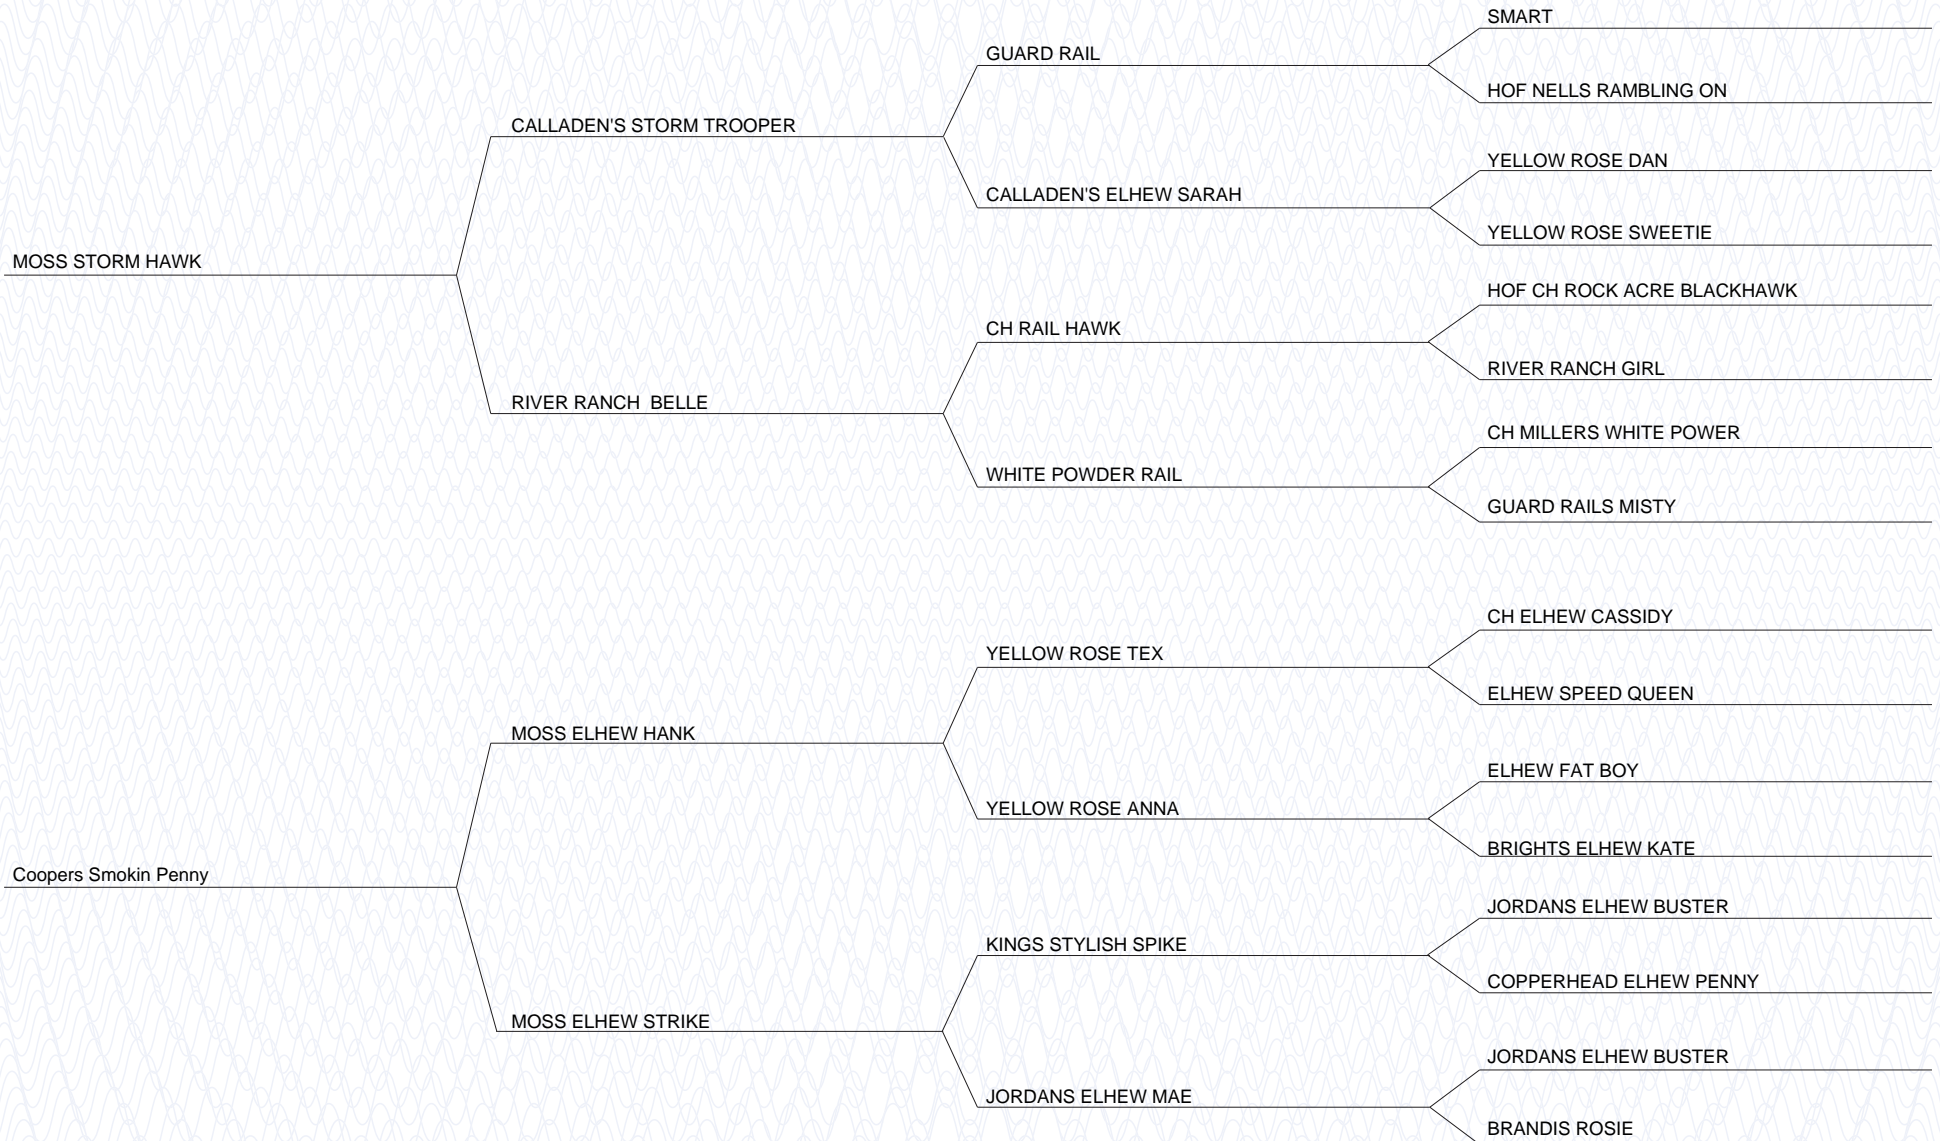 SMART
GUARD RAIL
HOF NELLS RAMBLING ON
CALLADEN'S STORM TROOPER
YELLOW ROSE DAN
CALLADEN'S ELHEW SARAH
YELLOW ROSE SWEETIE
MOSS STORM HAWK
HOF CH ROCK ACRE BLACKHAWK
CH RAIL HAWK
RIVER RANCH GIRL
RIVER RANCH  BELLE
CH MILLERS WHITE POWER
WHITE POWDER RAIL
GUARD RAILS MISTY
CH ELHEW CASSIDY
YELLOW ROSE TEX
ELHEW SPEED QUEEN
MOSS ELHEW HANK
ELHEW FAT BOY
YELLOW ROSE ANNA
BRIGHTS ELHEW KATE
Coopers Smokin Penny
JORDANS ELHEW BUSTER
KINGS STYLISH SPIKE
COPPERHEAD ELHEW PENNY
MOSS ELHEW STRIKE
JORDANS ELHEW BUSTER
JORDANS ELHEW MAE
BRANDIS ROSIE